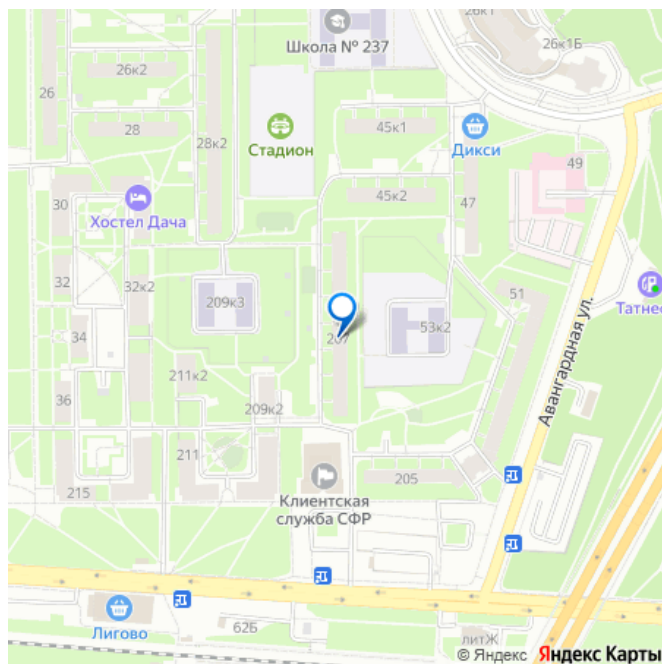 26к1
26к1Б
Школа № 237
26к2
26
28
28к2
45к1
Стадион
Дикси
49
45к2
47
30
Хостел Дача
32
32к2
209к3
51
Татнес
53к2
207
34
Авангардная ул.
211к2
36
209к2
211
205
215
Клиентская
служба СФР
Лигово
62Б
литЖ
© Яндекс Яндекс Карты